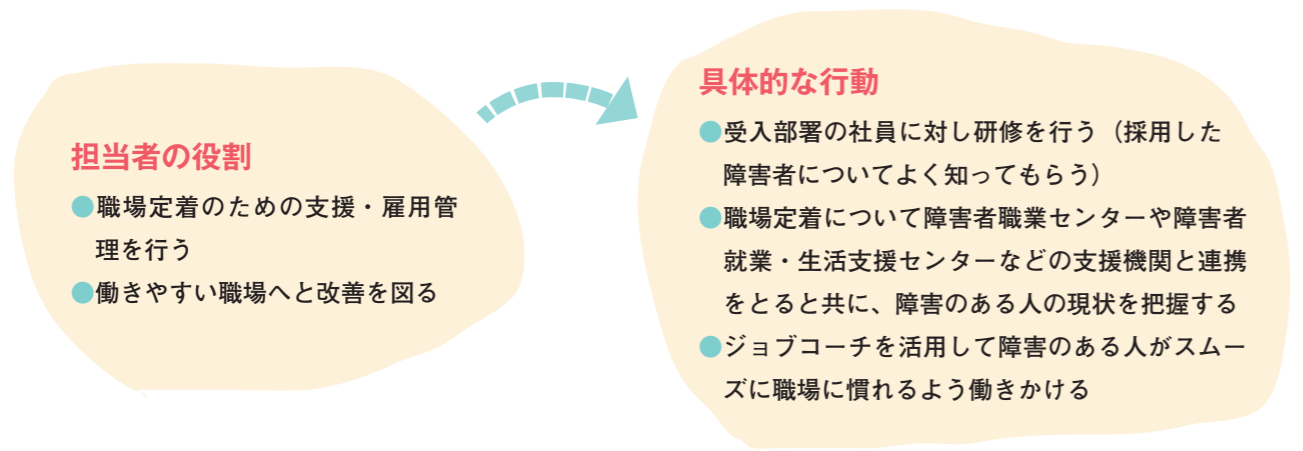 担当者の役割
●職場定着のための支援・雇用管
理を行う
●働きやすい職場へと改善を図る
具体的な行動
●受入部署の社員に対し研修を行う（採用した
障害者についてよく知ってもらう）
●職場定着について障害者職業センターや障害者
就業・生活支援センターなどの支援機関と連携
をとると共に、障害のある人の現状を把握する
●ジョブコーチを活用して障害のある人がスムー
ズに職場に慣れるよう働きかける